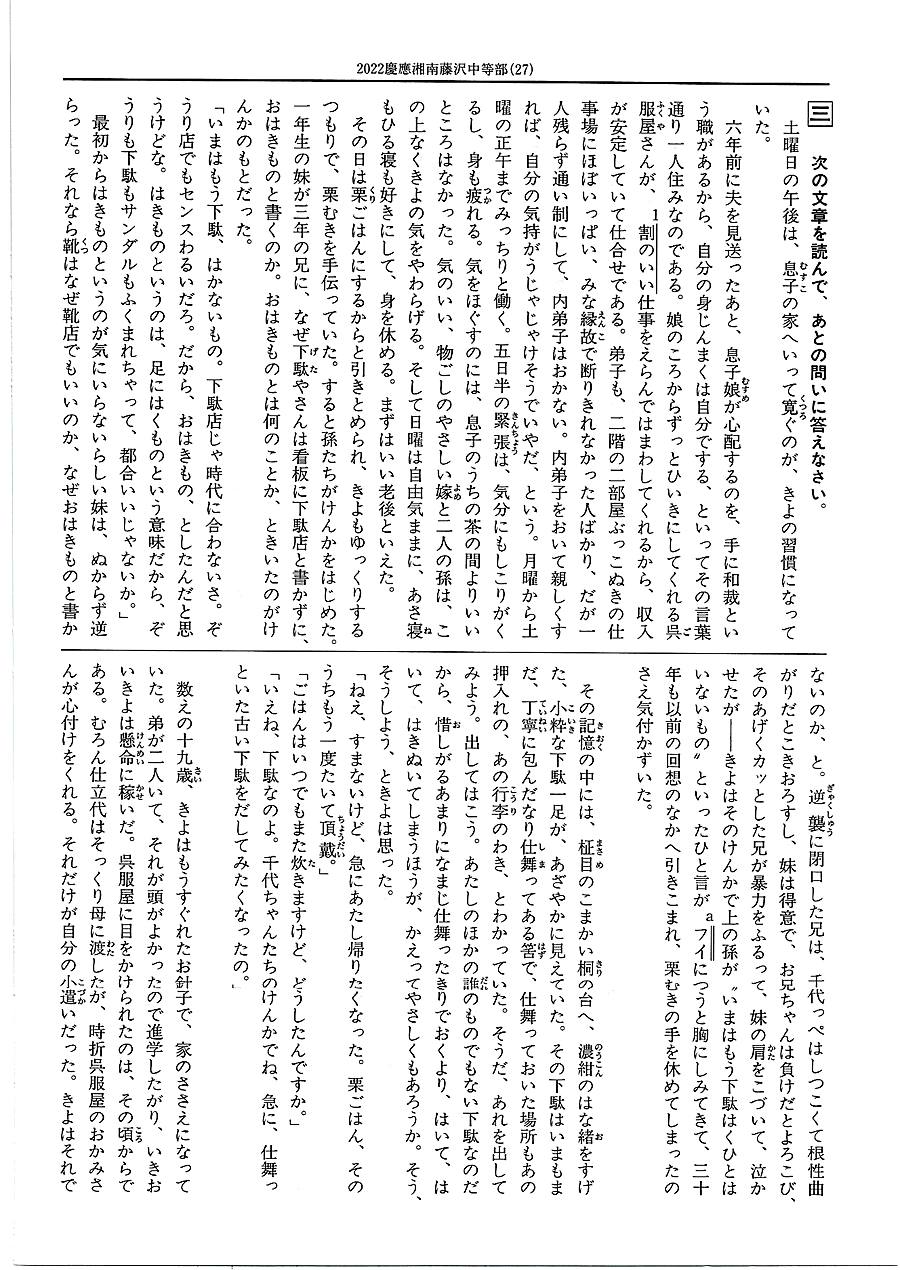 2022慶應湘南藤沢中等部(27)
三　次の文章を読んで、あとの問いに答えなさい。
土曜日の午後は、息子の家へいって寛ぐのが、きよの習慣になって
いた。
六年前に夫を見送ったあと、息子娘が心配するのを、手に和裁とい
う職があるから、自分の身じんまくは自分でする、といってその言葉
通り一人住みなのである。娘のころからずっとひいきにしてくれる呉
服屋さんが、1割のいい仕事をえらんではまわしてくれるから、収入
が安定していて仕合せである。弟子も、二階の二部屋ぶっこぬきの仕
事場にほぼいっぱい、みな縁故で断りきれなかった人ばかり、だが一
人残らず通い制にして、内弟子はおかない。内弟子をおいて親しくす
れば、自分の気持がうじゃじゃけそうでいやだ、という。月曜から土
曜の正午までみっちりと働く。五日半の緊張は、気分にもしこりがく
るし、身も疲れる。気をほぐすのには、息子のうちの茶の間よりいい
ところはなかった。気のいい、物ごしのやさしい嫁と二人の孫は、こ
の上なくきよの気をやわらげる。そして日曜は自由気ままに、あさ寝
もひる寝も好きにして、身を休める。まずはいい老後といえた。
その日は栗ごはんにするからと引きとめられ、きよもゆっくりする
つもりで、栗むきを手伝っていた。すると孫たちがけんかをはじめた。
一年生の妹が三年の兄に、なぜ下駄やさんは看板に下駄店と書かずに、
おはきものと書くのか。おはきものとは何のことか、ときいたのがけ
んかのもとだった。
「いまはもう下駄、はかないもの。下駄店じゃ時代に合わないさ。ぞ
うり店でもセンスわるいだろ。だから、おはきもの、としたんだと思
うけどな。はきものというのは、足にはくものという意味だから、ぞ
うりも下駄もサンダルもふくまれちゃって、都合いいじゃないか。」
最初からはきものというのが気にいらないらしい妹は、ぬからず逆
らった。それなら靴はなぜ靴店でもいいのか、なぜおはきものと書か
ないのか、と。逆襲に閉口した兄は、千代っぺはしつこくて根性曲
がりだとこきおろすし、妹は得意で、お兄ちゃんは負けだとよろこび、
そのあげくカッとした兄が暴力をふるって、妹の肩をこづいて、泣か
せたが――きよはそのけんかで上の孫が〝いまはもう下駄はくひとは
いないもの〟といったひと言がaフイにつうと胸にしみてきて、三十
年も以前の回想のなかへ引きこまれ、栗むきの手を休めてしまったの
さえ気付かずいた。
その記憶の中には、柾目のこまかい桐の台へ、濃紺のはな緒をすげ
た、小粋な下駄一足が、あざやかに見えていた。その下駄はいまもま
だ、丁寧に包んだなり仕舞ってある筈で、仕舞っておいた場所もあの
押入れの、あの行李のわき、とわかっていた。そうだ、あれを出して
みよう。出してはこう。あたしのほかの誰のものでもない下駄なのだ
から、惜しがるあまりになまじ仕舞ったきりでおくより、はいて、は
いて、はきぬいてしまうほうが、かえってやさしくもあろうか。そう、
そうしよう、ときよは思った。
「ねえ、すまないけど、急にあたし帰りたくなった。栗ごはん、その
うちもう一度たいて頂戴。」
「ごはんはいつでもまた炊きますけど、どうしたんですか。」
「いえね、下駄なのよ。千代ちゃんたちのけんかでね、急に、仕舞っ
といた古い下駄をだしてみたくなったの。」
数えの十九歳、きよはもうすぐれたお針子で、家のささえになって
いた。弟が二人いて、それが頭がよかったので進学したがり、いきお
いきよは懸命に稼いだ。呉服屋に目をかけられたのは、その頃からで
ある。むろん仕立代はそっくり母に渡したが、時折呉服屋のおかみさ
んが心付けをくれる。それだけが自分の小遣いだった。きよはそれで